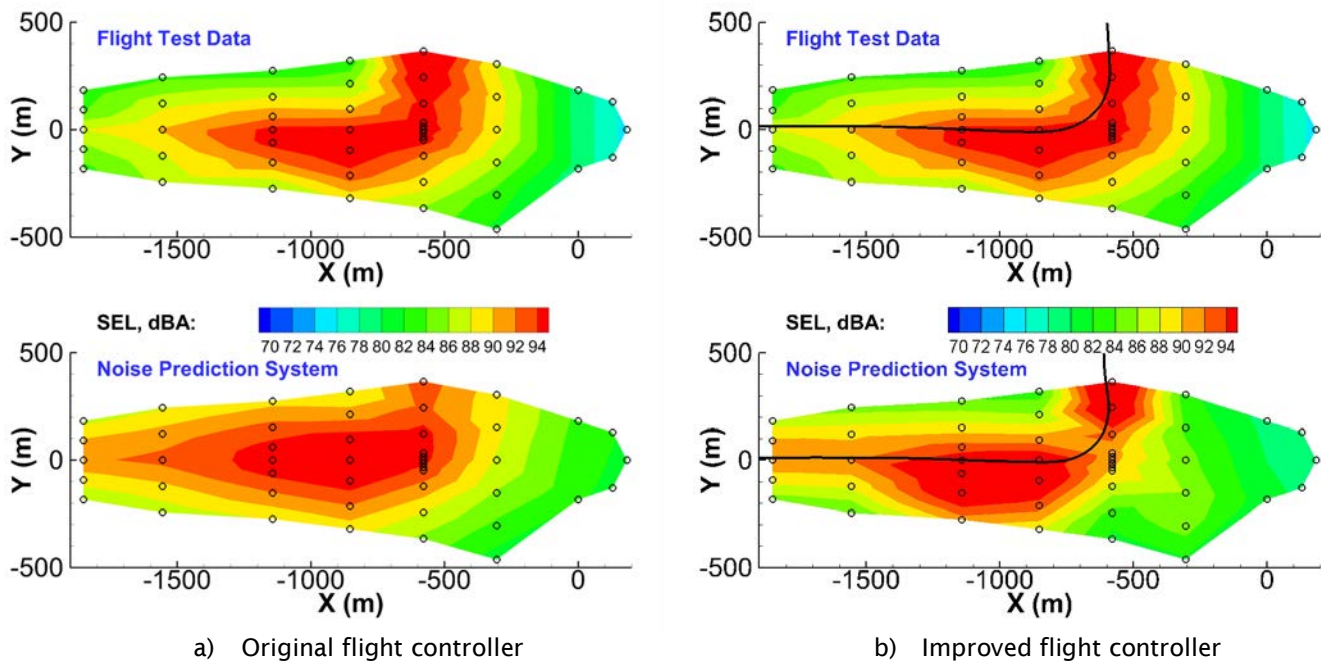 500
Flight Test Data
Y (m)
0
-500
-1500
-1000
-500
0
X (m)
SEL, dBA:
70 72 74 76 78 80 82 84 86 88 90 92 94
500
Noise Prediction System
Y (m)
0
-500
-1500
-1000
-500
0
X (m)
a) Original flight controller
500
Flight Test Data
Y (m)
0
-500
-1500
-1000
-500
0
X (m)
SEL, dBA:
70 72 74 76 78 80 82 84 86 88 90 92 94
500
Noise Prediction System
Y (m)
0
-500
-1500
-1000
-500
0
X (m)
b) Improved flight controller